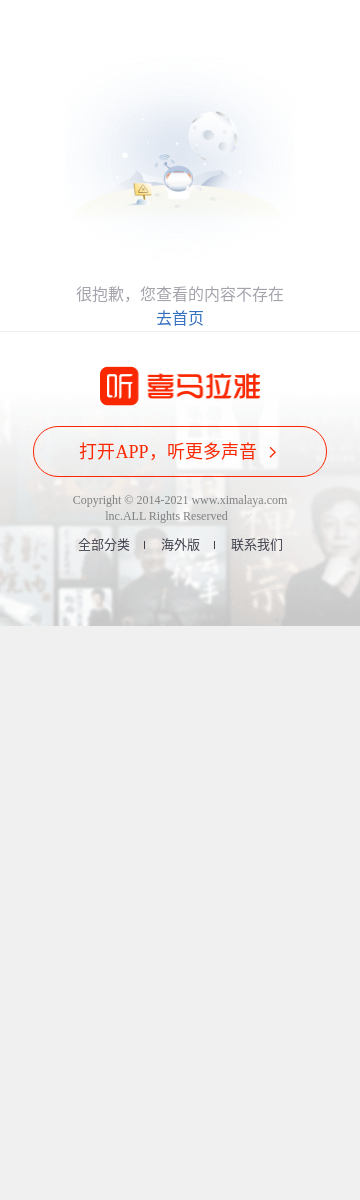 很抱歉，您查看的内容不存在
去首页
听 喜马拉雅
打开APP，听更多声音
Copyright © 2014-2021 www.ximalaya.com
lnc.ALL Rights Reserved
全部分类 | 海外版 | 联系我们